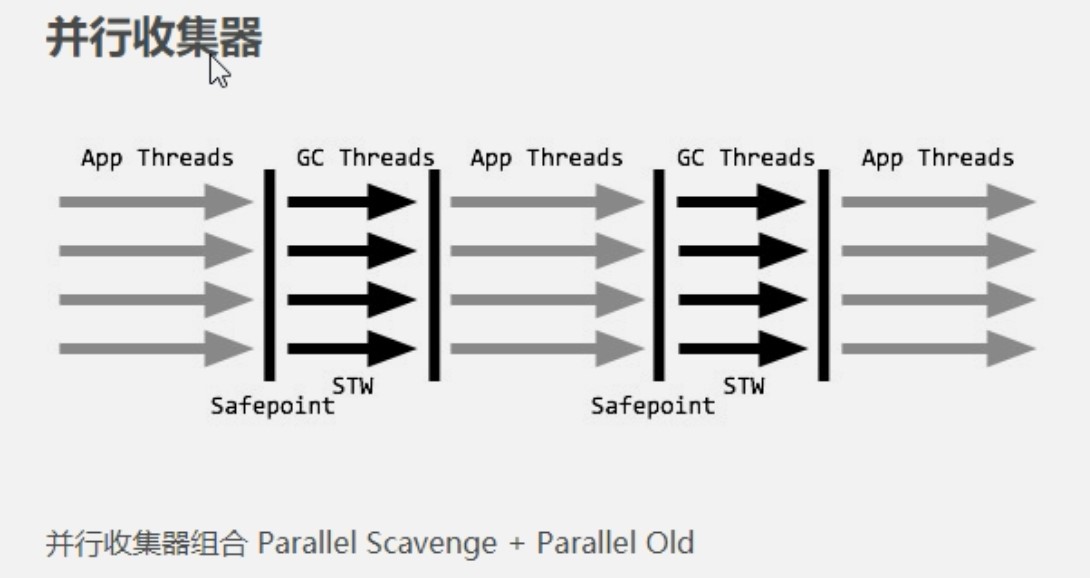 并行收集器
App Threads GC Threads App Threads GC Threads App Threads
STW STW
Safepoint Safepoint
并行收集器组合 Parallel Scavenge + Parallel Old